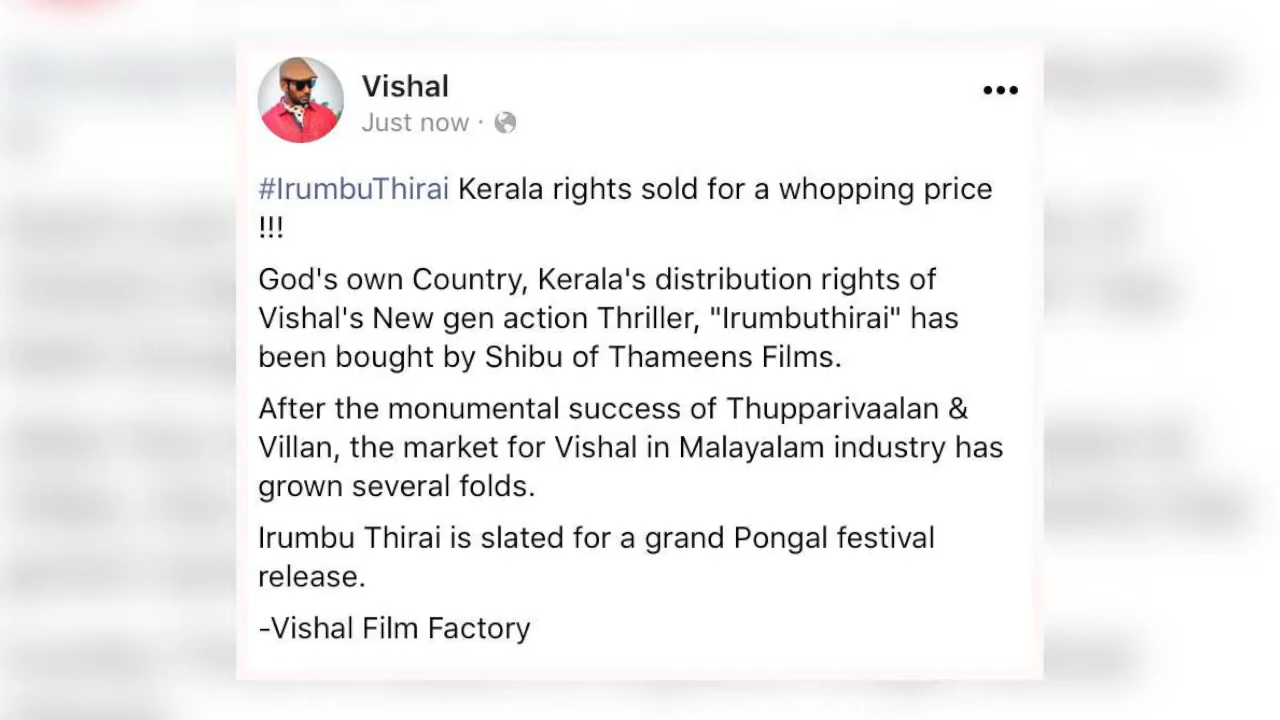 Vishal
Just now ·
#IrumbuThirai Kerala rights sold for a whopping price
!!!
God's own Country, Kerala's distribution rights of
Vishal's New gen action Thriller, "Irumbuthirai" has
been bought by Shibu of Thameens Films.
After the monumental success of Thupparivaalan &
Villan, the market for Vishal in Malayalam industry has
grown several folds.
Irumbu Thirai is slated for a grand Pongal festival
release.
-Vishal Film Factory